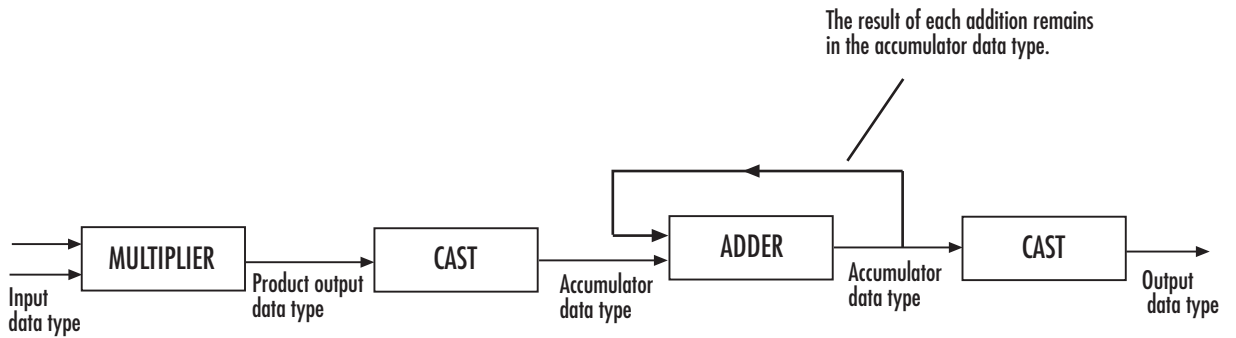 The result of each addition remains
in the accumulator data type.
MULTIPLIER
CAST
ADDER
CAST
Input
data type
Product output
data type
Accumulator
data type
Accumulator
data type
Output
data type